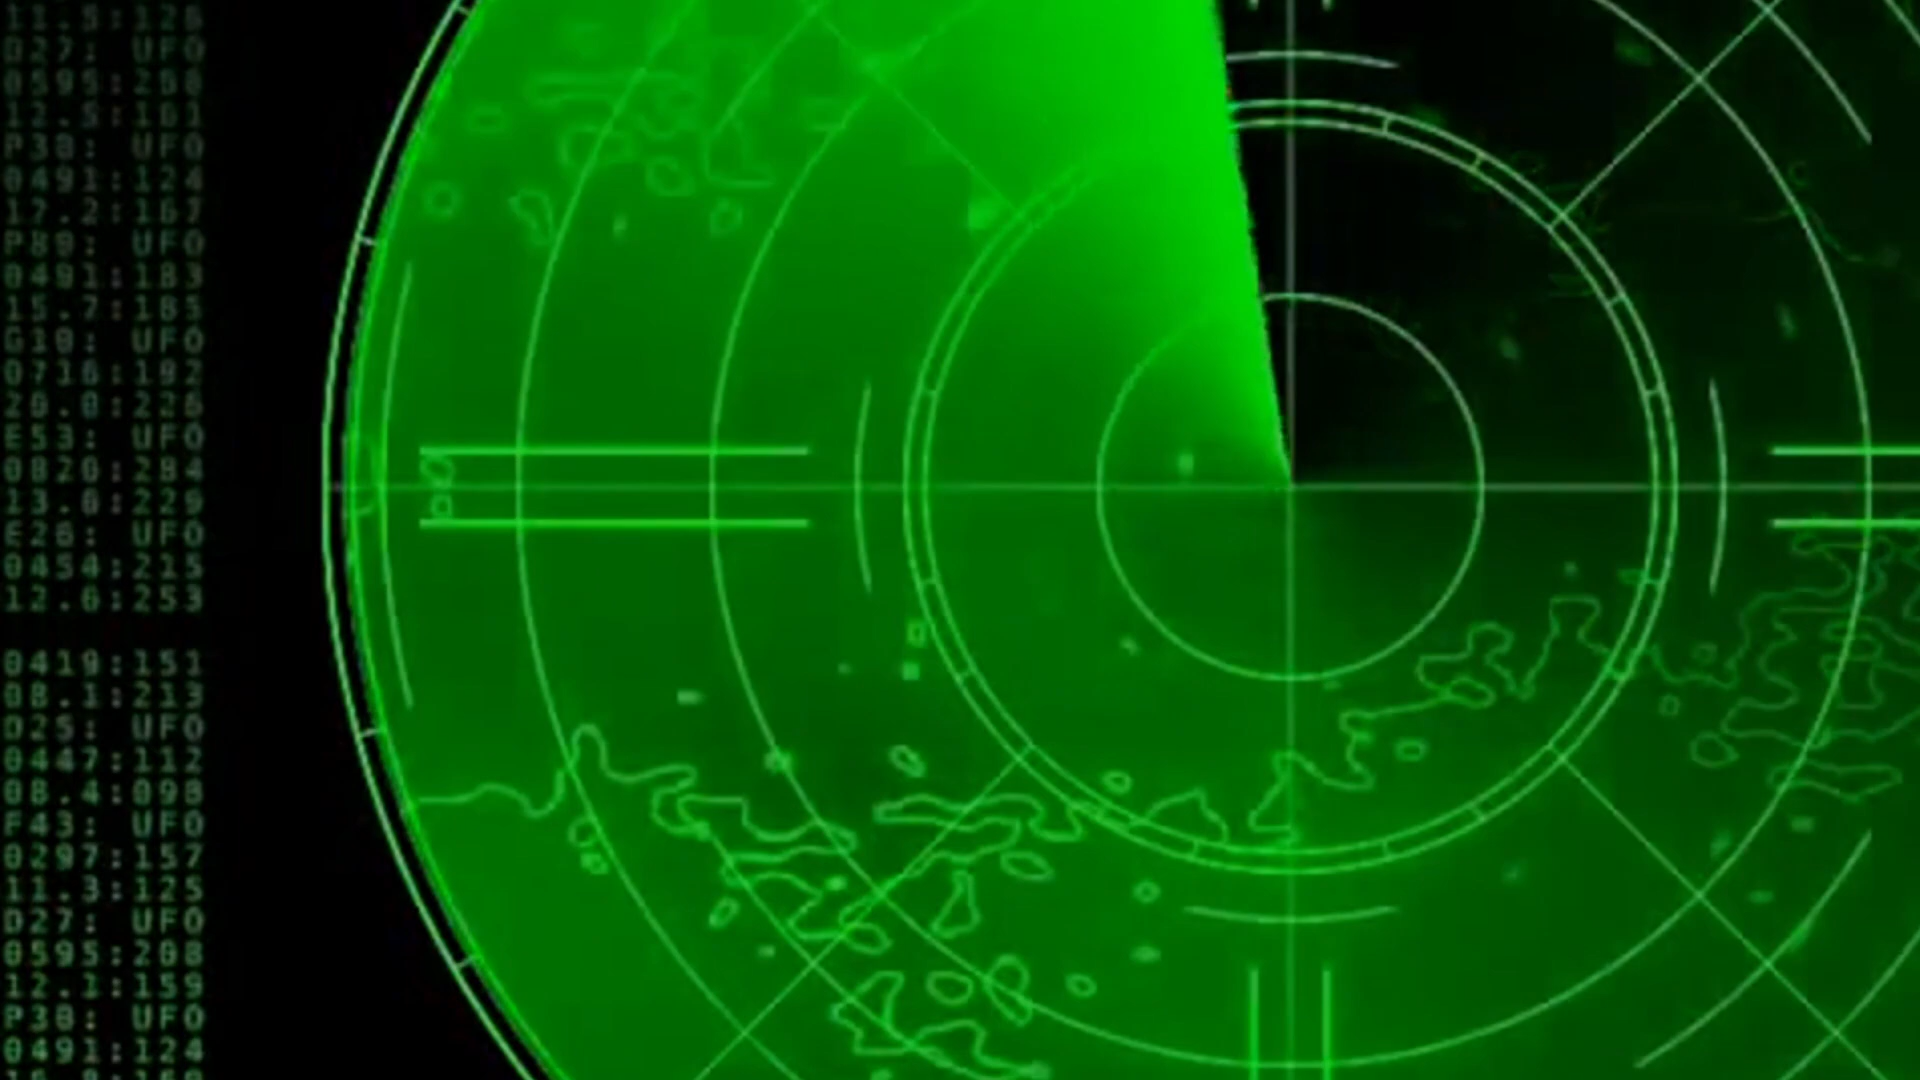 11.5:126
D27: UFO
0595:208
12.5:161
P38: UFO
0491:124
17.2:167
P89: UFO
0491:183
15.7:185
G10: UFO
0716:192
20.0:226
E53: UFO
0820:284
13.0:229
E26: UFO
0454:215
12.6:253
0419:151
08.1:213
D25: UFO
0447:112
08.4:098
F43: UFO
0297:157
11.3:125
D27: UFO
0595:208
12.1:159
P38: UFO
0491:124